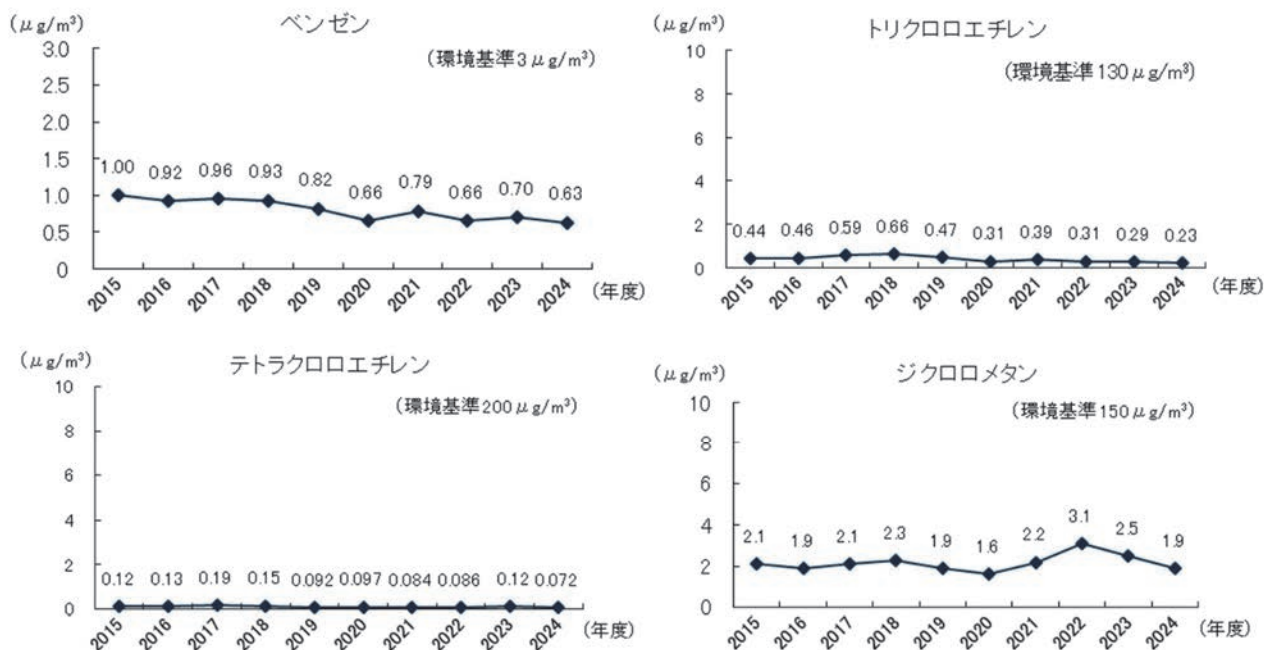 ベンゼン
(μg/m³)
(環境基準3μg/m³)
3.0
2.5
2.0
1.5
1.0
0.5
0
1.00 0.92 0.96 0.93 0.82 0.66 0.79 0.66 0.70 0.63
2015 2016 2017 2018 2019 2020 2021 2022 2023 2024 (年度)
トリクロロエチレン
(μg/m³)
(環境基準130μg/m³)
10
8
6
4
2
0
0.44 0.46 0.59 0.66 0.47 0.31 0.39 0.31 0.29 0.23
2015 2016 2017 2018 2019 2020 2021 2022 2023 2024 (年度)
テトラクロロエチレン
(μg/m³)
(環境基準200μg/m³)
10
8
6
4
2
0
0.12 0.13 0.19 0.15 0.092 0.097 0.084 0.086 0.12 0.072
2015 2016 2017 2018 2019 2020 2021 2022 2023 2024 (年度)
ジクロロメタン
(μg/m³)
(環境基準150μg/m³)
10
8
6
4
2
0
2.1 1.9 2.1 2.3 1.9 1.6 2.2 3.1 2.5 1.9
2015 2016 2017 2018 2019 2020 2021 2022 2023 2024 (年度)